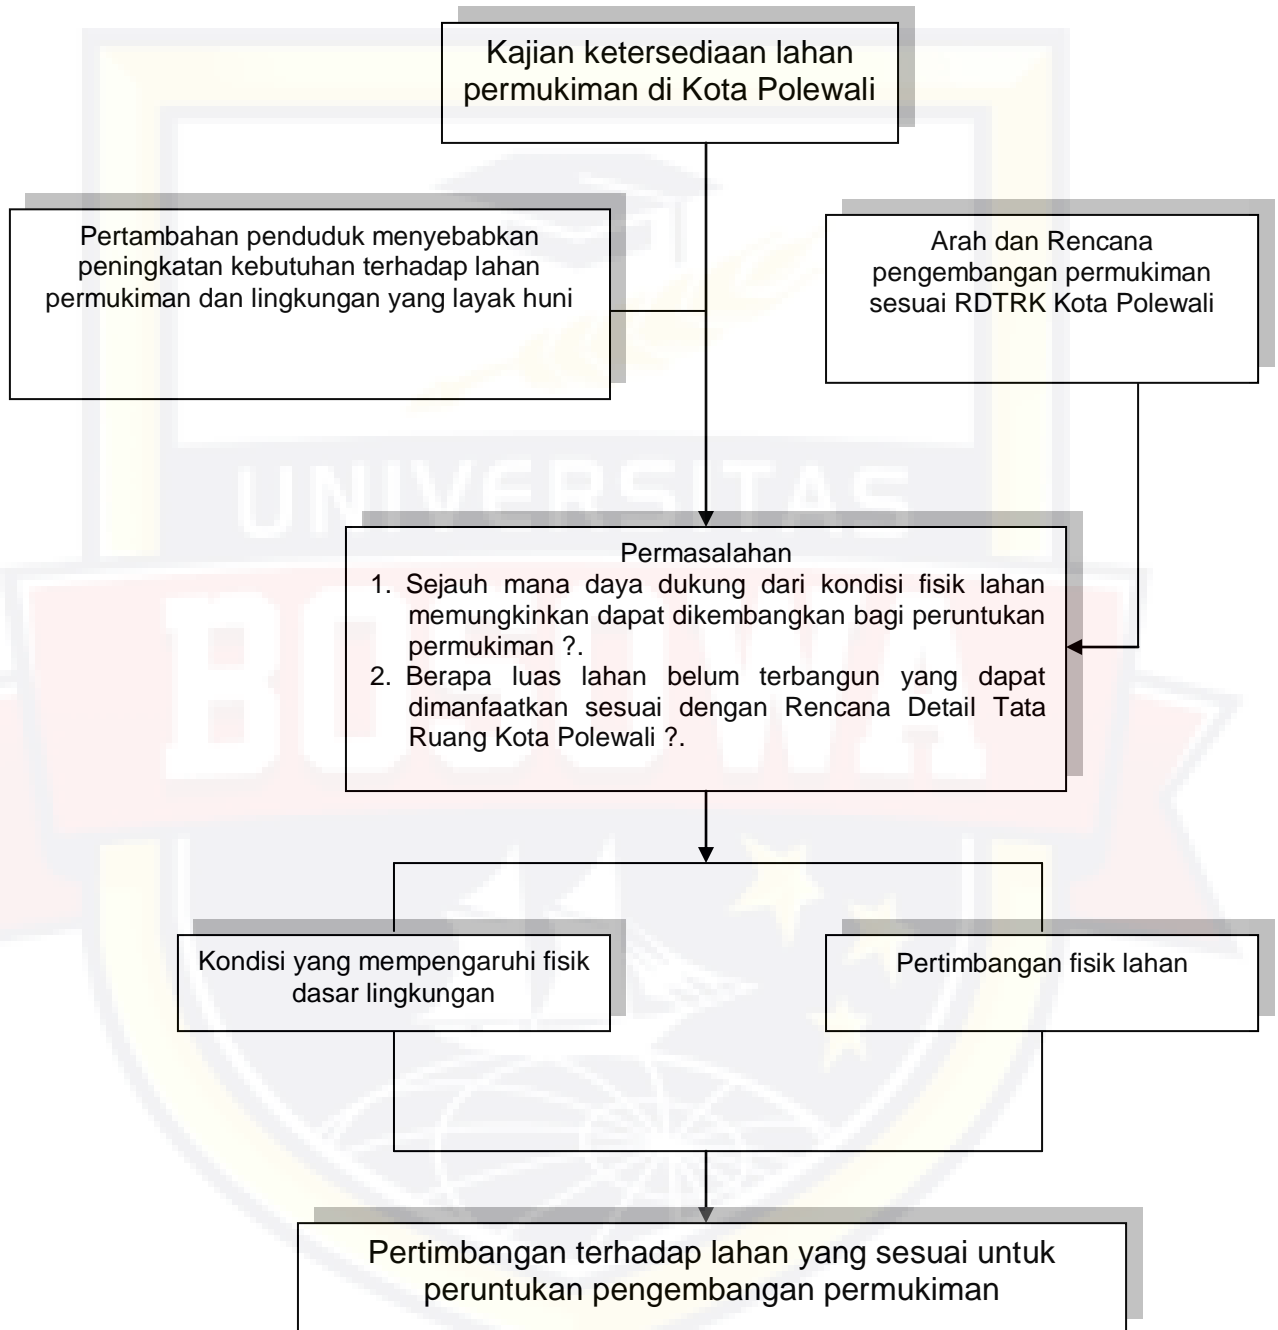 Kajian ketersediaan lahan
permukiman di Kota Polewali
Pertambahan penduduk menyebabkan
peningkatan kebutuhan terhadap lahan
permukiman dan lingkungan yang layak huni
Arah dan Rencana
pengembangan permukiman
sesuai RDTRK Kota Polewali
UNIVERSITAS
BOSOWA
Permasalahan
1. Sejauh mana daya dukung dari kondisi fisik lahan
memungkinkan dapat dikembangkan bagi peruntukan
permukiman ?.
2. Berapa luas lahan belum terbangun yang dapat
dimanfaatkan sesuai dengan Rencana Detail Tata
Ruang Kota Polewali ?.
Kondisi yang mempengaruhi fisik
dasar lingkungan
Pertimbangan fisik lahan
Pertimbangan terhadap lahan yang sesuai untuk
peruntukan pengembangan permukiman